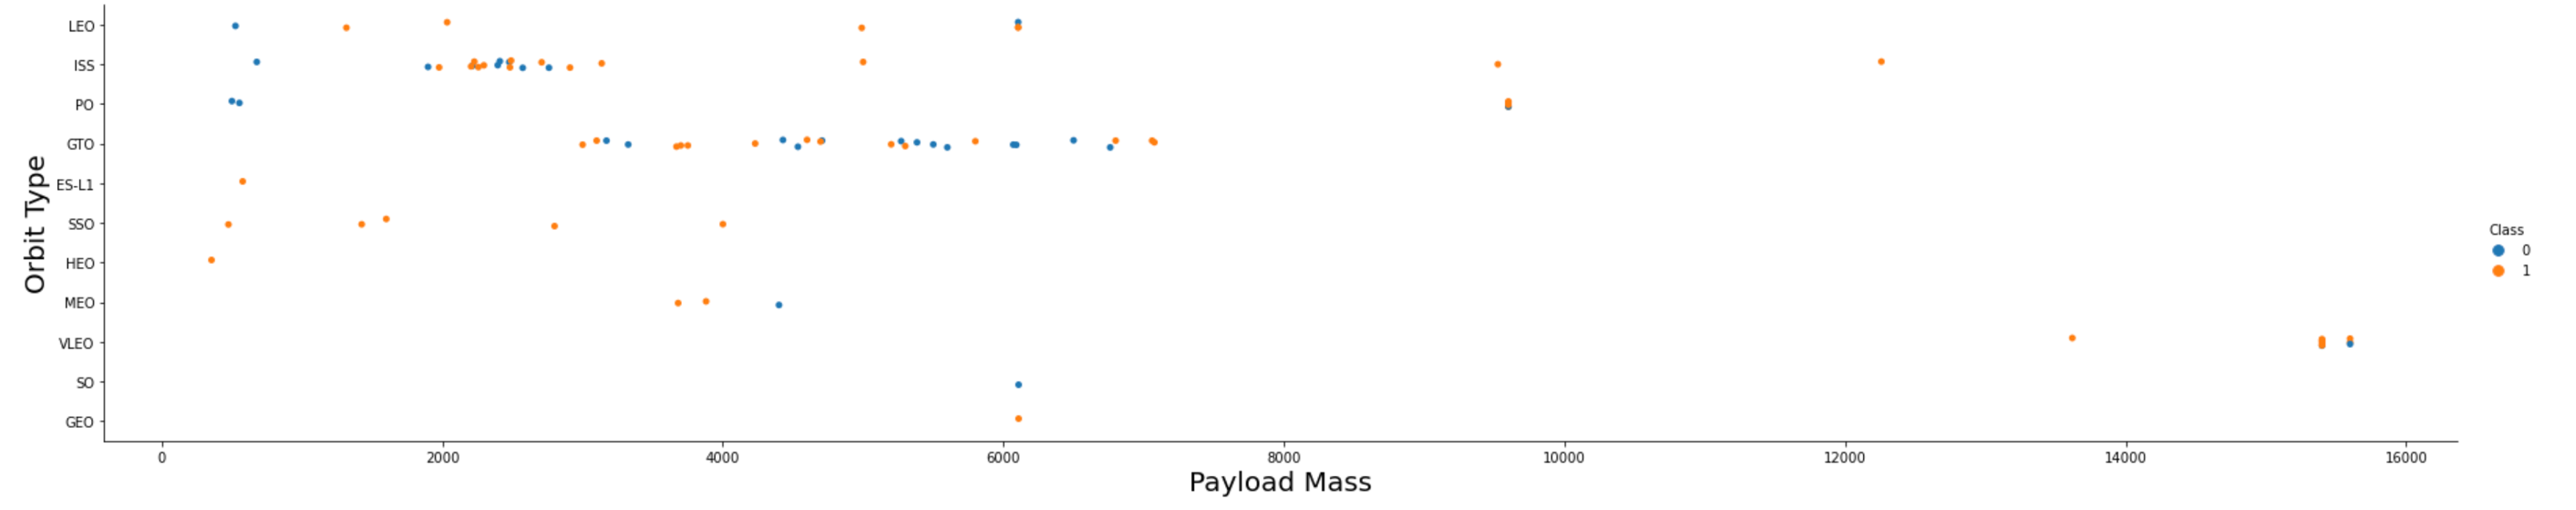 LEO
ISS
PO
GTO
ES-L1
SSO
HEO
MEO
VLEO
SO
GEO
Orbit Type
0 2000 4000 6000 8000 10000 12000 14000 16000
Payload Mass
Class
0
1